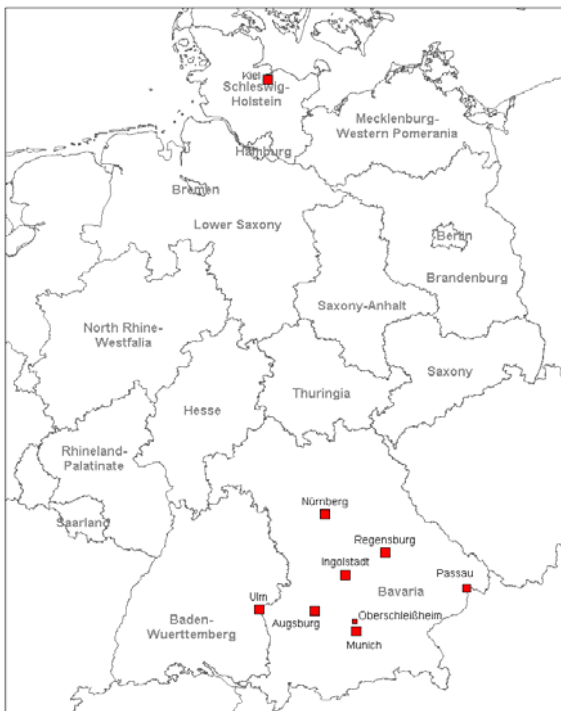 Kiel
Schleswig-
Holstein
Mecklenburg-
Western Pomerania
Hamburg
Bremen
Lower Saxony
Berlin
Brandenburg
Saxony-Anhalt
North Rhine-
Westfalia
Hesse
Thuringia
Saxony
Rhineland-
Palatinate
Saarland
Nürnberg
Regensburg
Ingolstadt
Passau
Bavaria
Ulm
Augsburg
Oberschleißheim
Baden-
Wuerttemberg
Munich